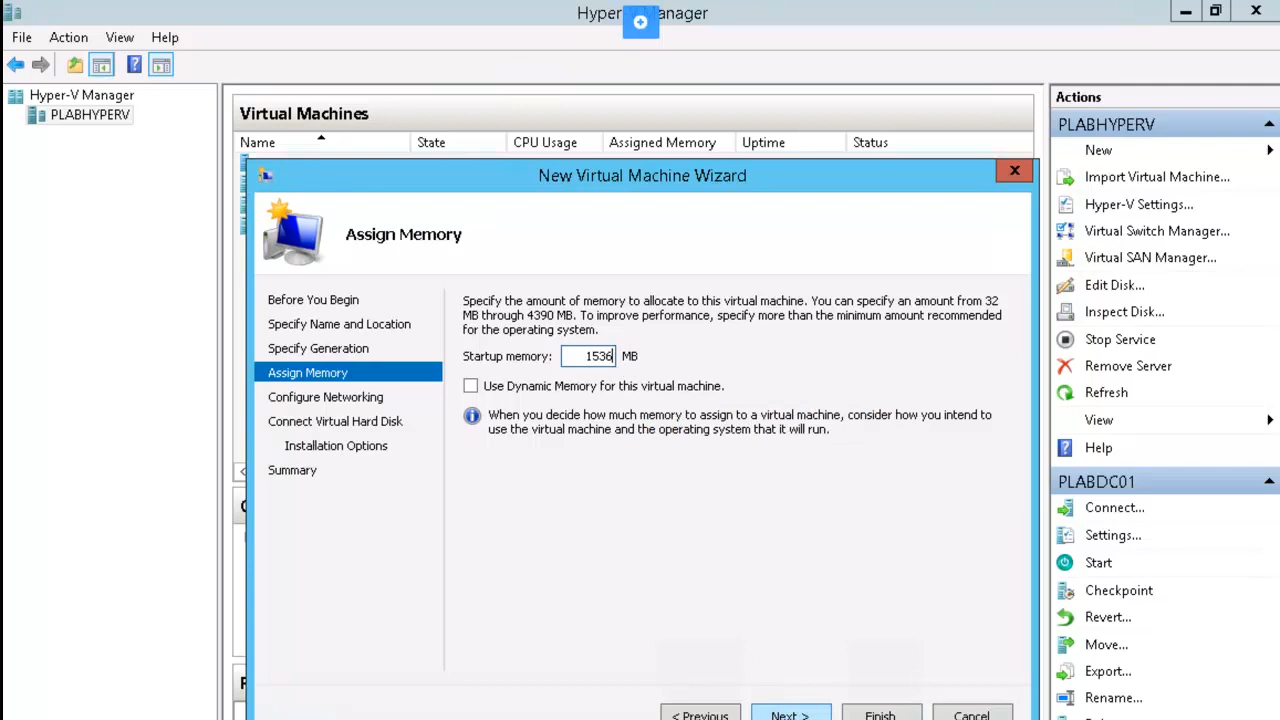 Hyper-V Manager
File Action View Help
Hyper-V Manager
PLABHYPERV
Virtual Machines
Name State CPU Usage Assigned Memory Uptime Status
New Virtual Machine Wizard
Assign Memory
Before You Begin
Specify Name and Location
Specify Generation
Assign Memory
Configure Networking
Connect Virtual Hard Disk
Installation Options
Summary
Specify the amount of memory to allocate to this virtual machine. You can specify an amount from 32
MB through 4390 MB. To improve performance, specify more than the minimum amount recommended
for the operating system.
Startup memory: 1536 MB
Use Dynamic Memory for this virtual machine.
When you decide how much memory to assign to a virtual machine, consider how you intend to
use the virtual machine and the operating system that it will run.
< Previous Next > Finish Cancel
Actions
PLABHYPERV
New
Import Virtual Machine...
Hyper-V Settings...
Virtual Switch Manager...
Virtual SAN Manager...
Edit Disk...
Inspect Disk...
Stop Service
Remove Server
Refresh
View
Help
PLABDC01
Connect...
Settings...
Start
Checkpoint
Revert...
Move...
Export...
Rename...